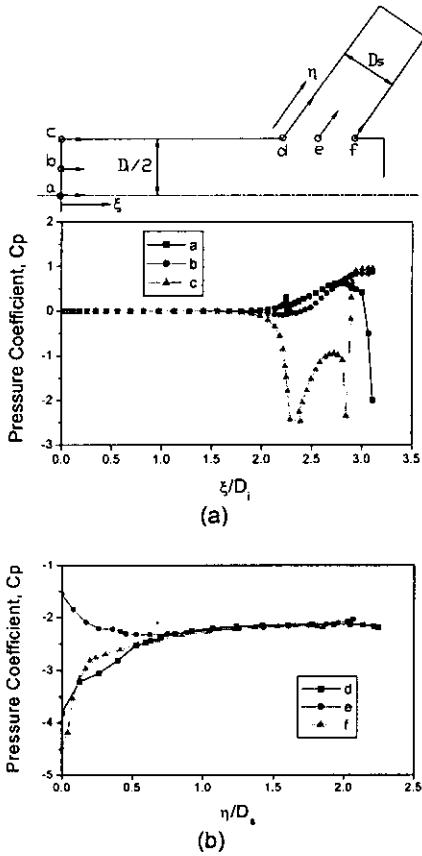 η
Ds
c
d
e
f
b
Di/2
a
ξ
Pressure Coefficient, Cp
2
1
0
-1
-2
-3
a
b
c
0.0 0.5 1.0 1.5 2.0 2.5 3.0 3.5
ξ/Di
(a)
Pressure Coefficient, Cp
-1
-2
-3
-4
-5
d
e
f
0.0 0.5 1.0 1.5 2.0 2.5
η/Ds
(b)